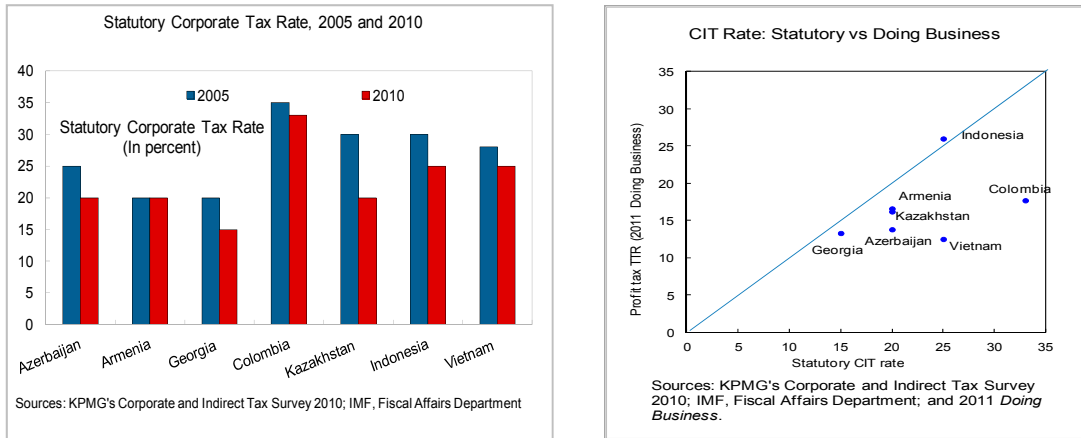 Statutory Corporate Tax Rate, 2005 and 2010
40
35
30
25
20
15
10
5
0
2005
2010
Statutory Corporate Tax Rate
(In percent)
Azerbaijan
Armenia
Georgia
Colombia
Kazakhstan
Indonesia
Vietnam
Sources: KPMG's Corporate and Indirect Tax Survey 2010; IMF, Fiscal Affairs Department
CIT Rate: Statutory vs Doing Business
Profit tax TTR (2011 Doing Business)
35
30
25
20
15
10
5
0
Indonesia
Colombia
Armenia
Kazakhstan
Azerbaijan
Georgia
Vietnam
0
5
10
15
20
25
30
35
Statutory CIT rate
Sources: KPMG's Corporate and Indirect Tax Survey
2010; IMF, Fiscal Affairs Department; and 2011 Doing
Business.